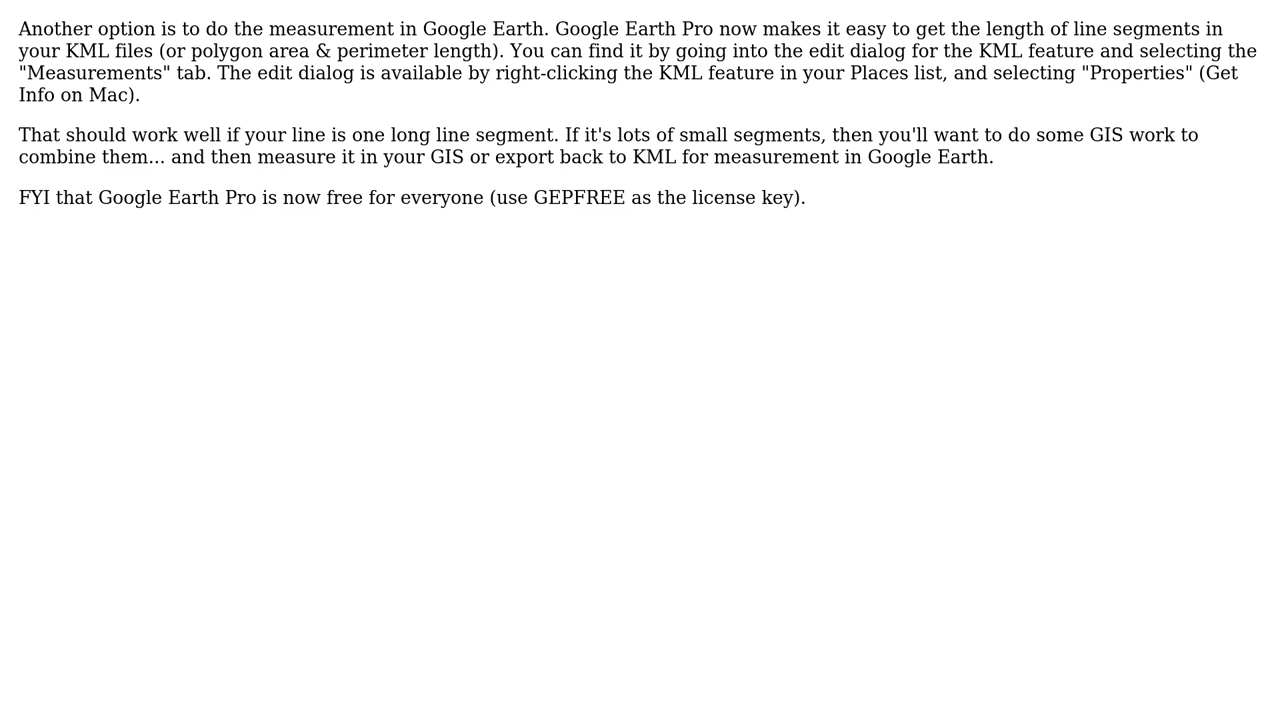 Another option is to do the measurement in Google Earth. Google Earth Pro now makes it easy to get the length of line segments in
your KML files (or polygon area & perimeter length). You can find it by going into the edit dialog for the KML feature and selecting the
"Measurements" tab. The edit dialog is available by right-clicking the KML feature in your Places list, and selecting "Properties" (Get
Info on Mac).
That should work well if your line is one long line segment. If it's lots of small segments, then you'll want to do some GIS work to
combine them... and then measure it in your GIS or export back to KML for measurement in Google Earth.
FYI that Google Earth Pro is now free for everyone (use GEPFREE as the license key).